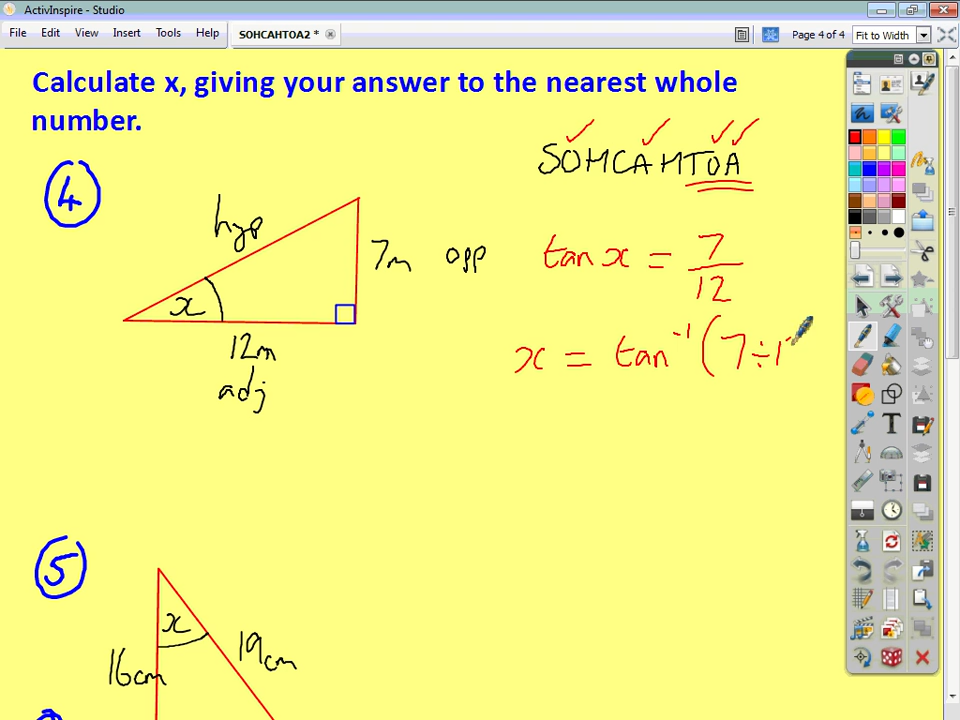 ActivInspire - Studio
File Edit View Insert Tools Help SOHCAHTOA2 * Page 4 of 4 Fit to Width
Calculate x, giving your answer to the nearest whole
number.
SOHCAHTOA
4
hyp
7m opp
x
12m
adj
tan x = 7/12
x = tan⁻¹ (7÷1
5
x
16cm
19cm
T